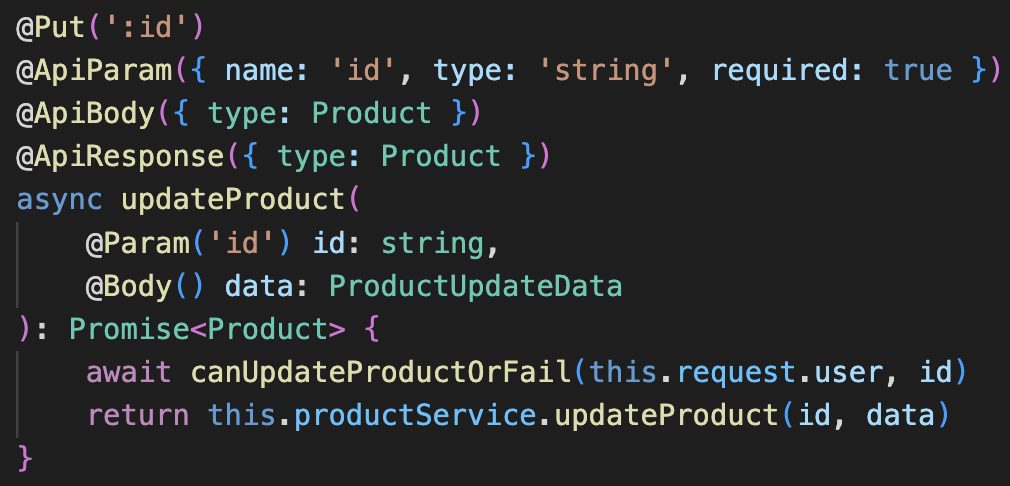 @Put(':id')
@ApiParam({ name: 'id', type: 'string', required: true })
@ApiBody({ type: Product })
@ApiResponse({ type: Product })
async updateProduct(
    @Param('id') id: string,
    @Body() data: ProductUpdateData
): Promise<Product> {
    await canUpdateProductOrFail(this.request.user, id)
    return this.productService.updateProduct(id, data)
}